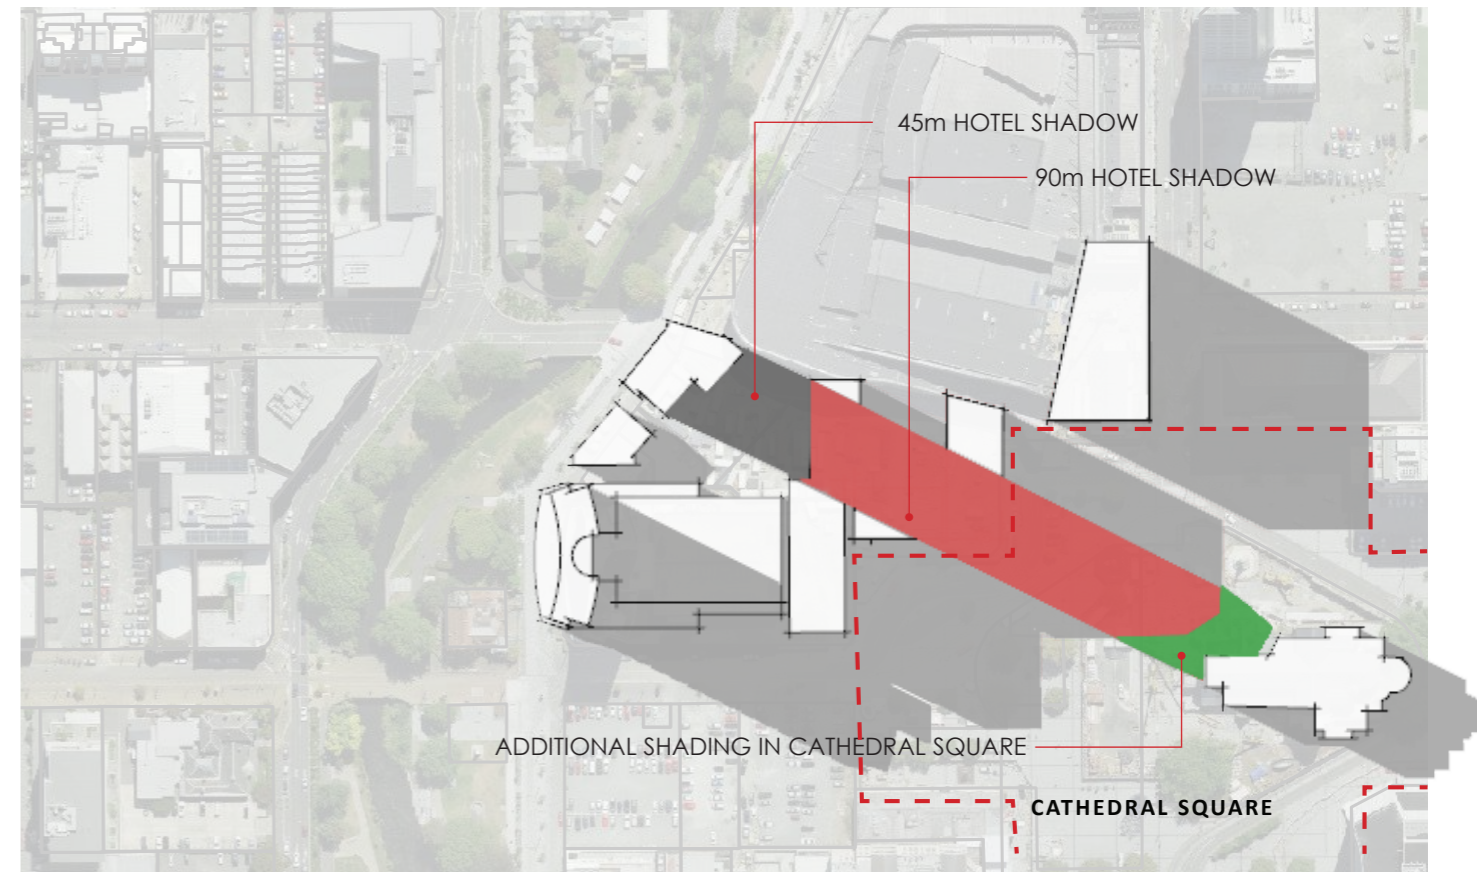 45m HOTEL SHADOW
90m HOTEL SHADOW
ADDITIONAL SHADING IN CATHEDRAL SQUARE
CATHEDRAL SQUARE